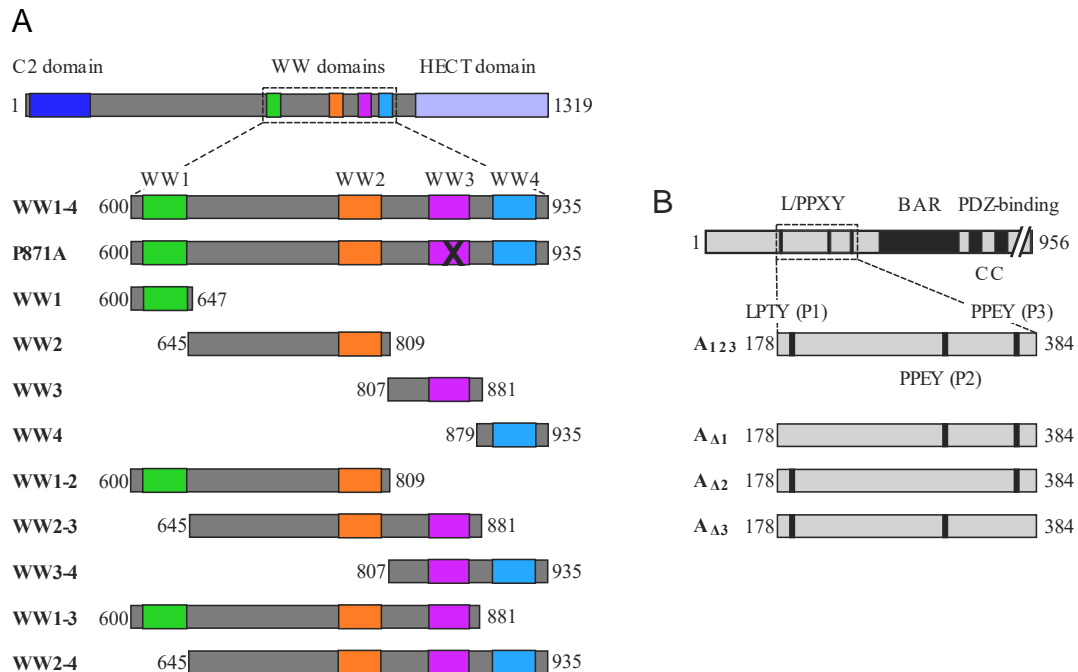 A
C2 domain WW domains HECT domain
1 1319
WW1 WW2 WW3 WW4
WW1-4 600 935
P871A 600 X 935
WW1 600 647
WW2 645 809
WW3 807 881
WW4 879 935
WW1-2 600 809
WW2-3 645 881
WW3-4 807 935
WW1-3 600 881
WW2-4 645 935
B
L/PPXY BAR PDZ-binding
1 956
CC
LPTY (P1) PPEY (P3)
A123 178 384
PPEY (P2)
AΔ1 178 384
AΔ2 178 384
AΔ3 178 384